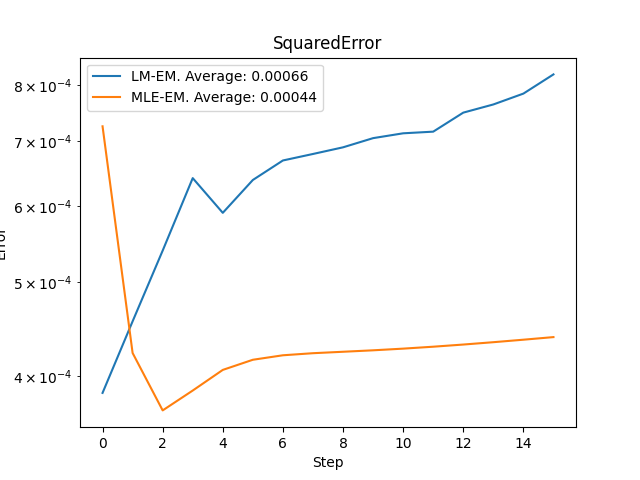 SquaredError
LM-EM. Average: 0.00066
MLE-EM. Average: 0.00044
8 × 10⁻⁴
7 × 10⁻⁴
6 × 10⁻⁴
5 × 10⁻⁴
4 × 10⁻⁴
Error
0 2 4 6 8 10 12 14
Step